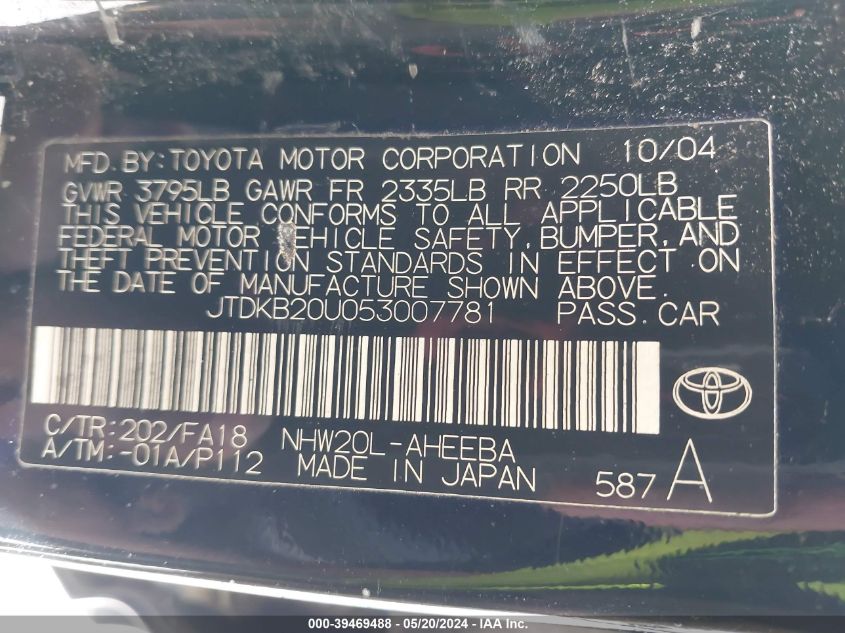 MFD. BY: TOYOTA MOTOR CORPORATION 10/04
GVWR 3795LB GAWR FR 2335LB RR 2250LB
THIS VEHICLE CONFORMS TO ALL APPLICABLE
FEDERAL MOTOR VEHICLE SAFETY, BUMPER, AND
THEFT PREVENTION STANDARDS IN EFFECT ON
THE DATE OF MANUFACTURE SHOWN ABOVE.
JTDKB20U053007781 PASS. CAR
C/TR: 202/FA18 NHW20L-AHEEBA
A/TM: -01A/P112 MADE IN JAPAN 587 A
000-39469488 - 05/20/2024 - IAA Inc.